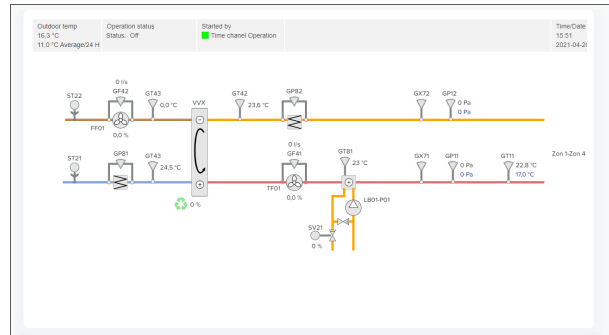 Outdoor temp
16,3 °C
11,0 °C Average/24 H
Operation status
Status: Off
Started by
Time chanel Operation
Time/Date
15:51
2021-04-2
0 l/s
ST22
GF42
GT43
0,0 °C
VVX
GT42
23,6 °C
GP82
GX72
GP12
0 Pa
0 Pa
FF01
0,0 %
ST21
GP81
GT43
24,5 °C
0 l/s
GF41
GT81
23 °C
GX71
GP11
0 Pa
0 Pa
GT11
22,8 °C
17,0 °C
Zon 1-Zon 4
TF01
0,0 %
0 %
LB01-P01
SV21
0 %